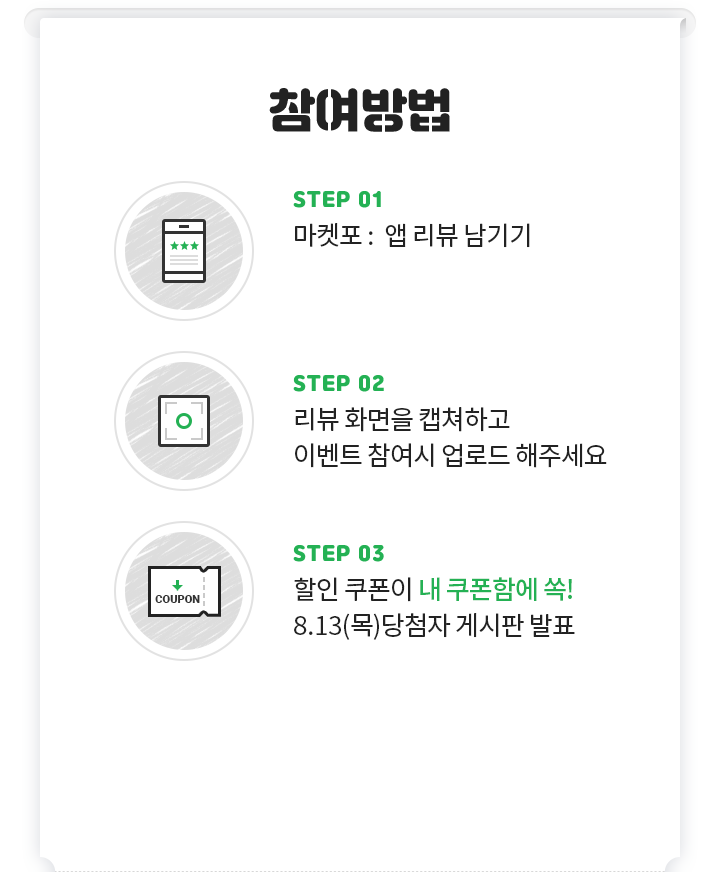 참여방법
STEP 01
마켓포 : 앱 리뷰 남기기
STEP 02
리뷰 화면을 캡쳐하고
이벤트 참여시 업로드 해주세요
STEP 03
할인 쿠폰이 내 쿠폰함에 쏙!
COUPON
8.13(목)당첨자 게시판 발표